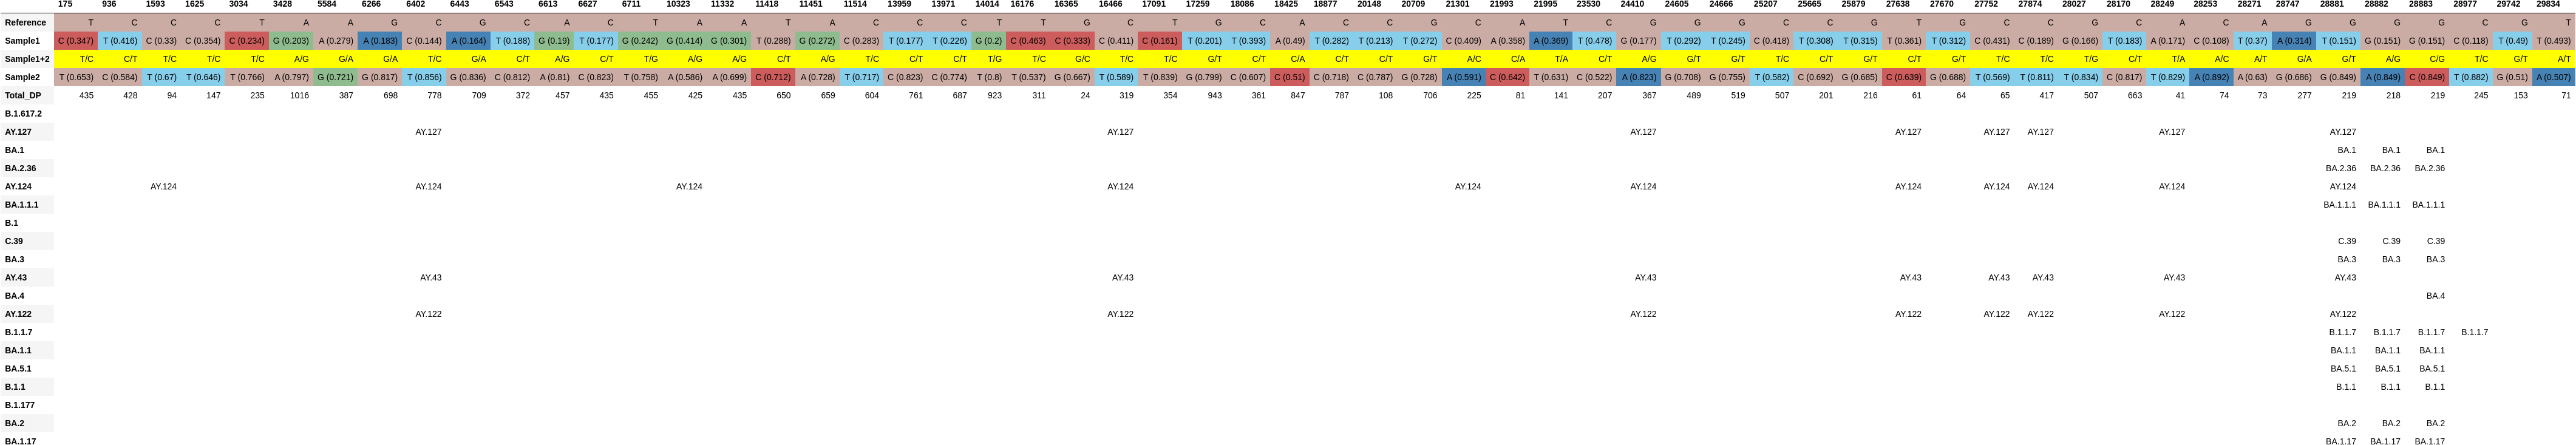 175 936 1593 1625 3034 3428 5584 6266 6402 6443 6543 6613 6627 6711 10323 11332 11418 11451 11514 13959 13971 14014 16176 16365 16466 17091 17259 18086 18425 18877 20148 20709 21301 21993 21995 23530 24410 24605 24666 25207 25665 25879 27638 27670 27752 27874 28027 28170 28249 28253 28271 28747 28881 28882 28883 28977 29742 29834
Reference T C C C T A A G C G C A C T A A T A C C C T T G C T G C A C C G C A T C G G G C C G T G C C G C A C A G G G G C G T
Sample1 C (0.347) T (0.416) C (0.33) C (0.354) C (0.234) G (0.203) A (0.279) A (0.183) C (0.144) A (0.164) T (0.188) G (0.19) T (0.177) G (0.242) G (0.414) G (0.301) T (0.288) G (0.272) C (0.283) T (0.177) T (0.226) G (0.2) C (0.463) C (0.333) C (0.411) C (0.161) T (0.201) T (0.393) A (0.49) T (0.282) T (0.213) T (0.272) C (0.409) A (0.358) A (0.369) T (0.478) G (0.177) T (0.292) T (0.245) C (0.418) T (0.308) T (0.315) T (0.361) T (0.312) C (0.431) C (0.189) G (0.166) T (0.183) A (0.171) C (0.108) T (0.37) A (0.314) T (0.151) G (0.151) G (0.151) C (0.118) T (0.49) T (0.493)
Sample1+2 T/C C/T T/C T/C T/C A/G G/A G/A T/C G/A C/T A/G C/T T/G A/G A/G C/T A/G T/C C/T C/T T/G T/C G/C T/C T/C G/T C/T C/A C/T C/T G/T A/C C/A T/A C/T A/G G/T G/T T/C C/T G/T C/T G/T T/C T/C T/G C/T T/A A/C A/T G/A G/T A/G C/G T/C G/T A/T
Sample2 T (0.653) C (0.584) T (0.67) T (0.646) T (0.766) A (0.797) G (0.721) G (0.817) T (0.856) G (0.836) C (0.812) A (0.81) C (0.823) T (0.758) A (0.586) A (0.699) C (0.712) A (0.728) T (0.717) C (0.823) C (0.774) T (0.8) T (0.537) G (0.667) T (0.589) T (0.839) G (0.799) C (0.607) C (0.51) C (0.718) C (0.787) G (0.728) A (0.591) C (0.642) T (0.631) C (0.522) A (0.823) G (0.708) G (0.755) T (0.582) C (0.692) G (0.685) C (0.639) G (0.688) T (0.569) T (0.811) T (0.834) C (0.817) T (0.829) A (0.892) A (0.63) G (0.686) G (0.849) A (0.849) C (0.849) T (0.882) G (0.51) A (0.507)
Total_DP 435 428 94 147 235 1016 387 698 778 709 372 457 435 455 425 435 650 659 604 761 687 923 311 24 319 354 943 361 847 787 108 706 225 81 141 207 367 489 519 507 201 216 61 64 65 417 507 663 41 74 73 277 219 218 219 245 153 71
B.1.617.2
AY.127 AY.127 AY.127 AY.127 AY.127 AY.127 AY.127 AY.127 AY.127
BA.1 BA.1 BA.1 BA.1
BA.2.36 BA.2.36 BA.2.36 BA.2.36
AY.124 AY.124 AY.124 AY.124 AY.124 AY.124 AY.124 AY.124 AY.124 AY.124 AY.124 AY.124
BA.1.1.1 BA.1.1.1 BA.1.1.1 BA.1.1.1
B.1
C.39 C.39 C.39 C.39
BA.3 BA.3 BA.3 BA.3
AY.43 AY.43 AY.43 AY.43 AY.43 AY.43 AY.43 AY.43 AY.43
BA.4 BA.4
AY.122 AY.122 AY.122 AY.122 AY.122 AY.122 AY.122 AY.122 AY.122
B.1.1.7 B.1.1.7 B.1.1.7 B.1.1.7 B.1.1.7
BA.1.1 BA.1.1 BA.1.1 BA.1.1
BA.5.1 BA.5.1 BA.5.1 BA.5.1
B.1.1 B.1.1 B.1.1 B.1.1
B.1.177
BA.2 BA.2 BA.2 BA.2
BA.1.17 BA.1.17 BA.1.17 BA.1.17